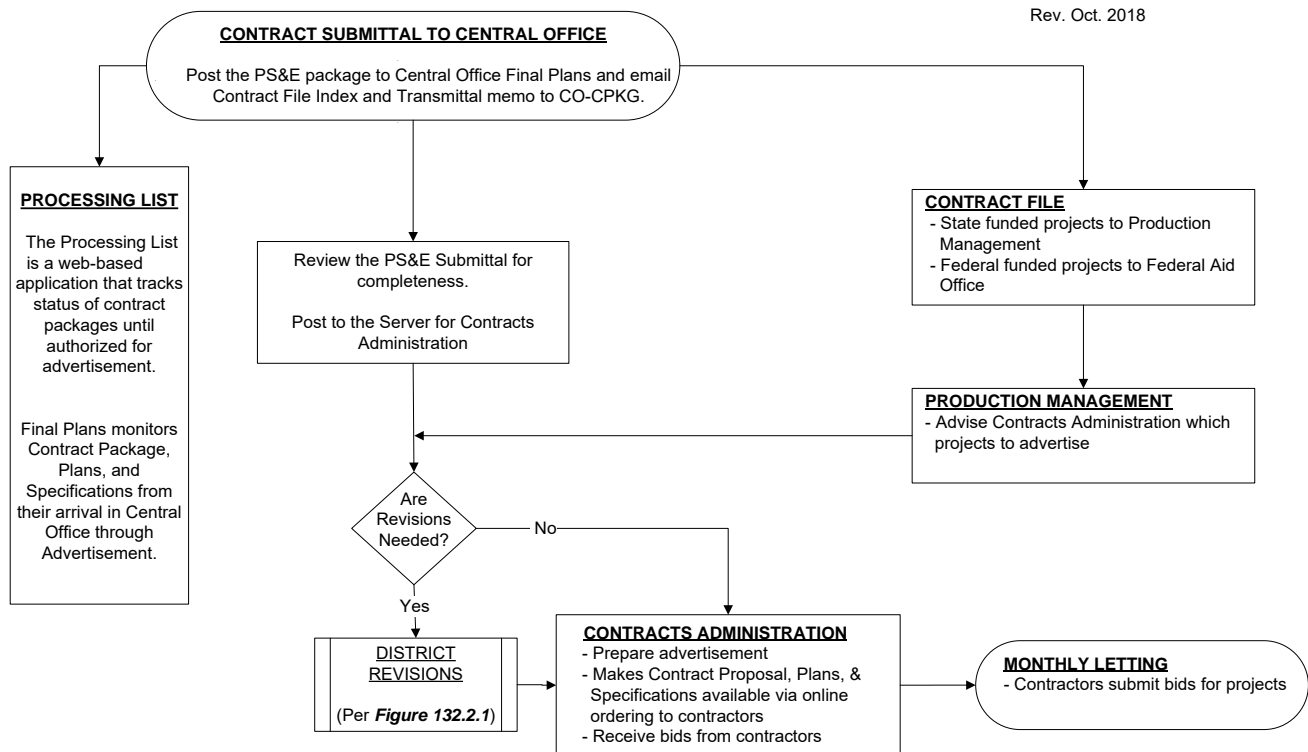 Rev. Oct. 2018
CONTRACT SUBMITTAL TO CENTRAL OFFICE
Post the PS&E package to Central Office Final Plans and email
Contract File Index and Transmittal memo to CO-CPKG.
PROCESSING LIST
The Processing List
is a web-based
application that tracks
status of contract
packages until
authorized for
advertisement.
Final Plans monitors
Contract Package,
Plans, and
Specifications from
their arrival in Central
Office through
Advertisement.
Review the PS&E Submittal for
completeness.
Post to the Server for Contracts
Administration
CONTRACT FILE
- State funded projects to Production
Management
- Federal funded projects to Federal Aid
Office
PRODUCTION MANAGEMENT
- Advise Contracts Administration which
projects to advertise
Are
Revisions
Needed?
No
Yes
DISTRICT
REVISIONS
(Per Figure 132.2.1)
CONTRACTS ADMINISTRATION
- Prepare advertisement
- Makes Contract Proposal, Plans, &
Specifications available via online
ordering to contractors
- Receive bids from contractors
MONTHLY LETTING
- Contractors submit bids for projects